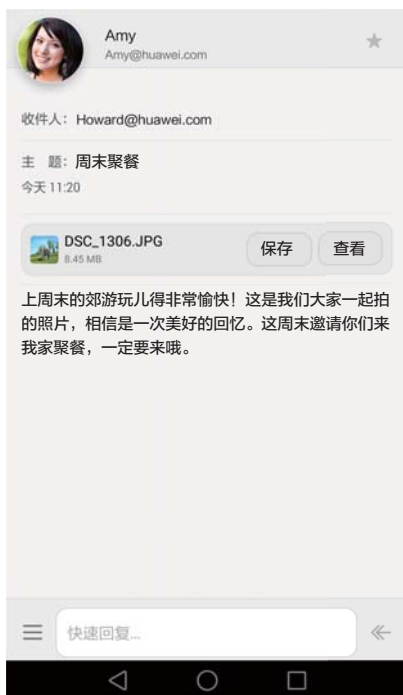 Amy
Amy@huawei.com
收件人：Howard@huawei.com
主 题：周末聚餐
今天 11:20
DSC_1306.JPG
8.45 MB
保存
查看
上周末的郊游玩儿得非常愉快！这是我们大家一起拍
的照片，相信是一次美好的回忆。这周末邀请你们来
我家聚餐，一定要来哦。
快速回复...